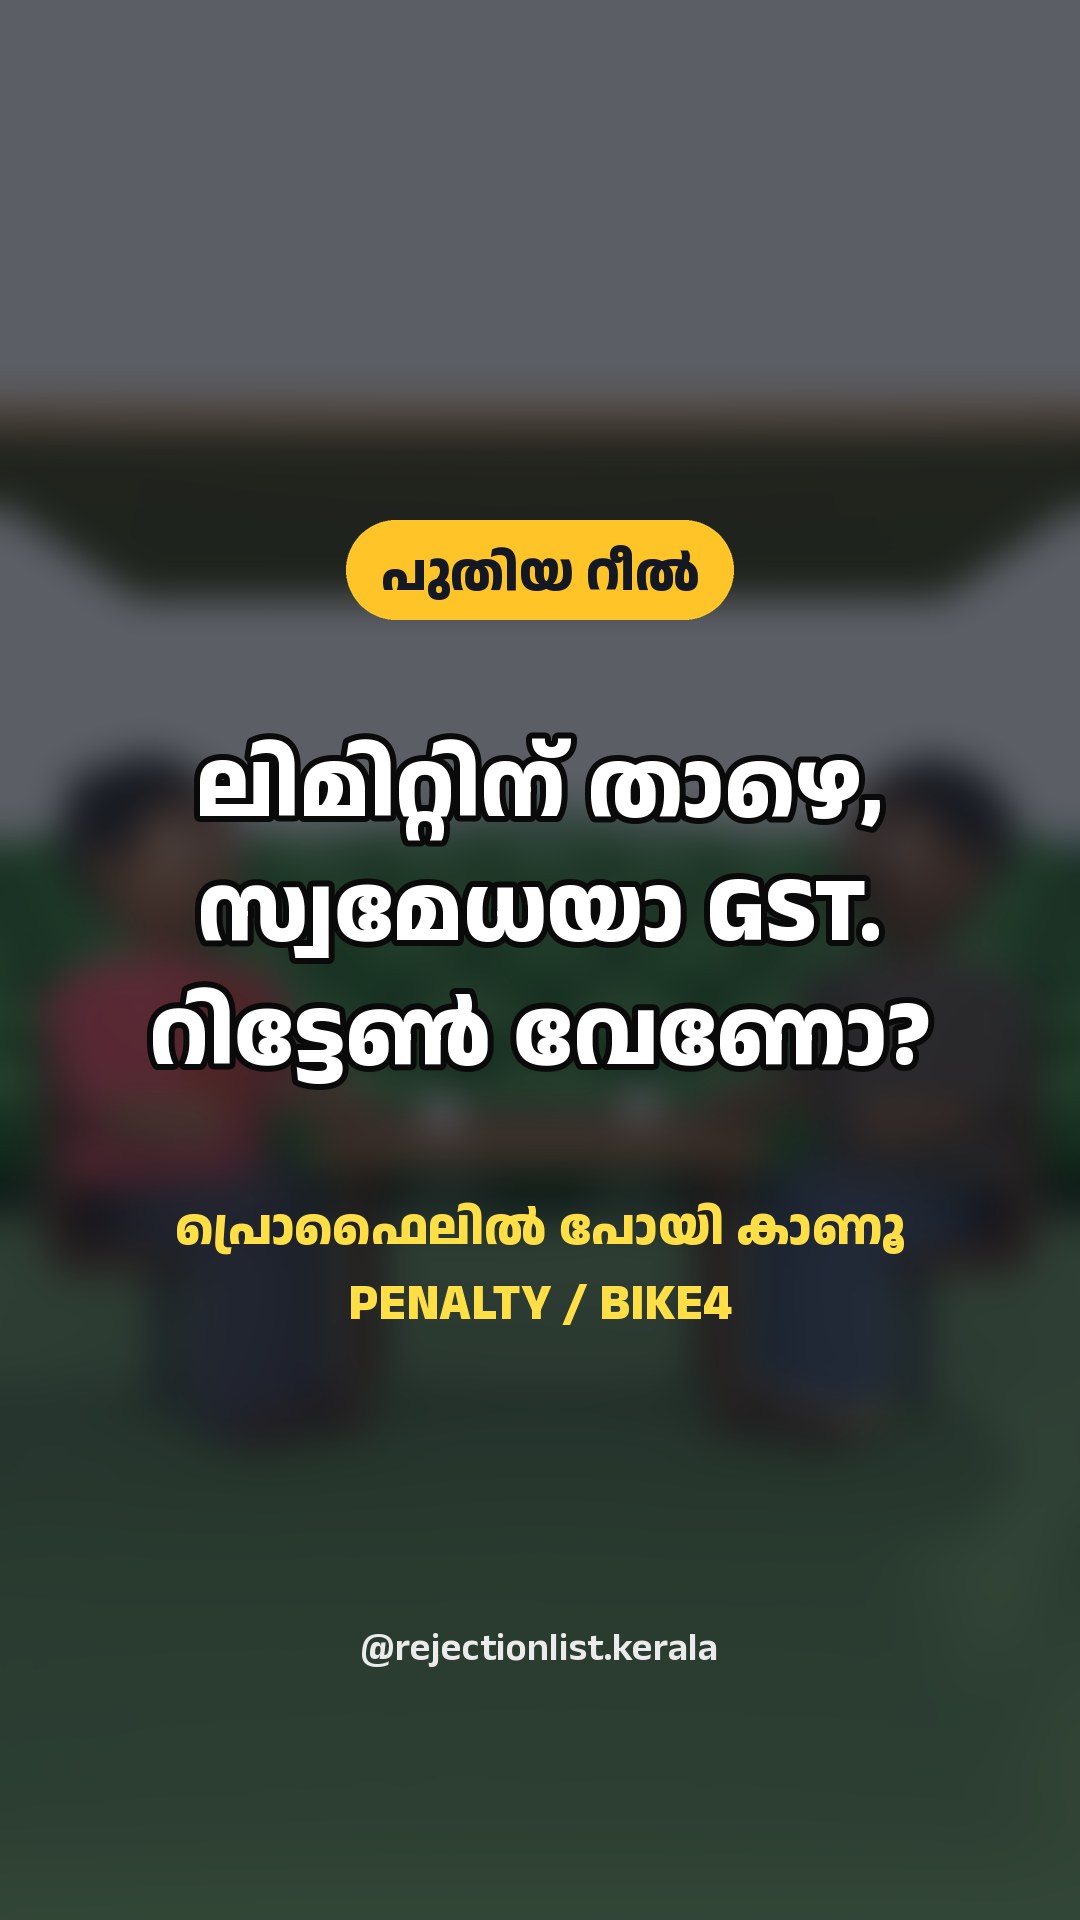 പുതിയ റീൽ
ലിമിറ്റിന് താഴെ,
സ്വമേധയാ GST.
റിട്ടേൺ വേണോ?
പ്രൊഫൈലിൽ പോയി കാണൂ
PENALTY / BIKE4
@rejectionlist.kerala